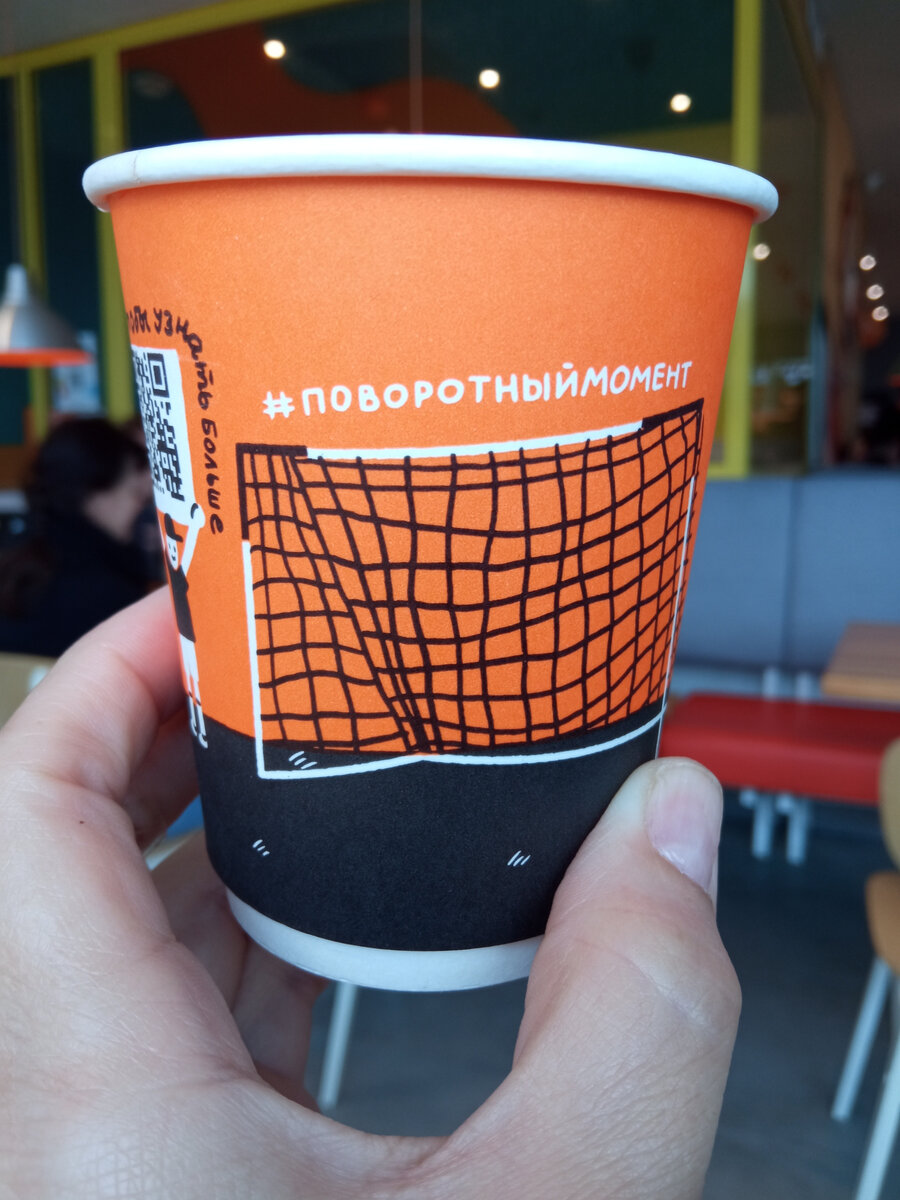 узнать больше
#ПОВОРОТНЫЙМОМЕНТ